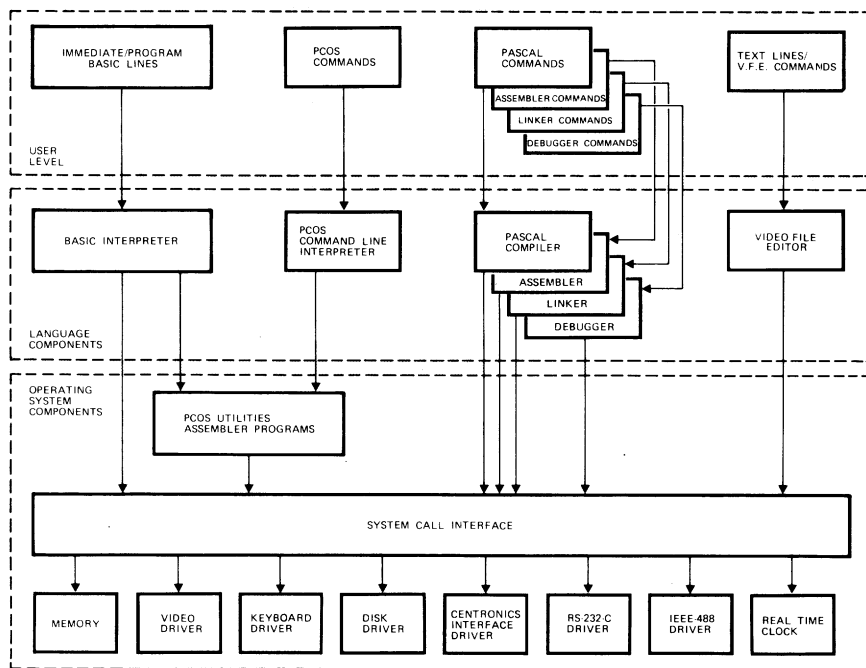 IMMEDIATE/PROGRAM
BASIC LINES
PCOS
COMMANDS
PASCAL
COMMANDS
ASSEMBLER COMMANDS
LINKER COMMANDS
DEBUGGER COMMANDS
TEXT LINES/
V.F.E. COMMANDS
USER
LEVEL
BASIC INTERPRETER
PCOS
COMMAND LINE
INTERPRETER
PASCAL
COMPILER
ASSEMBLER
LINKER
DEBUGGER
VIDEO FILE
EDITOR
LANGUAGE
COMPONENTS
OPERATING
SYSTEM
COMPONENTS
PCOS UTILITIES
ASSEMBLER PROGRAMS
SYSTEM CALL INTERFACE
MEMORY
VIDEO
DRIVER
KEYBOARD
DRIVER
DISK
DRIVER
CENTRONICS
INTERFACE
DRIVER
RS-232-C
DRIVER
IEEE-488
DRIVER
REAL TIME
CLOCK